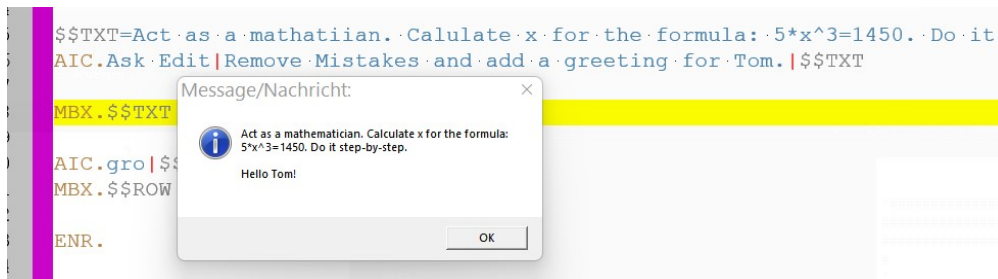 $$TXT=Act as a mathatiian. Calulate x for the formula: 5*x^3=1450. Do it
AIC.Ask Edit|Remove Mistakes and add a greeting for Tom.|$$TXT
Message/Nachricht:
MBX.$$TXT
Act as a mathematician. Calculate x for the formula:
5*x^3=1450. Do it step-by-step.
Hello Tom!
AIC.gro|$$
MBX.$$ROW
OK
ENR.